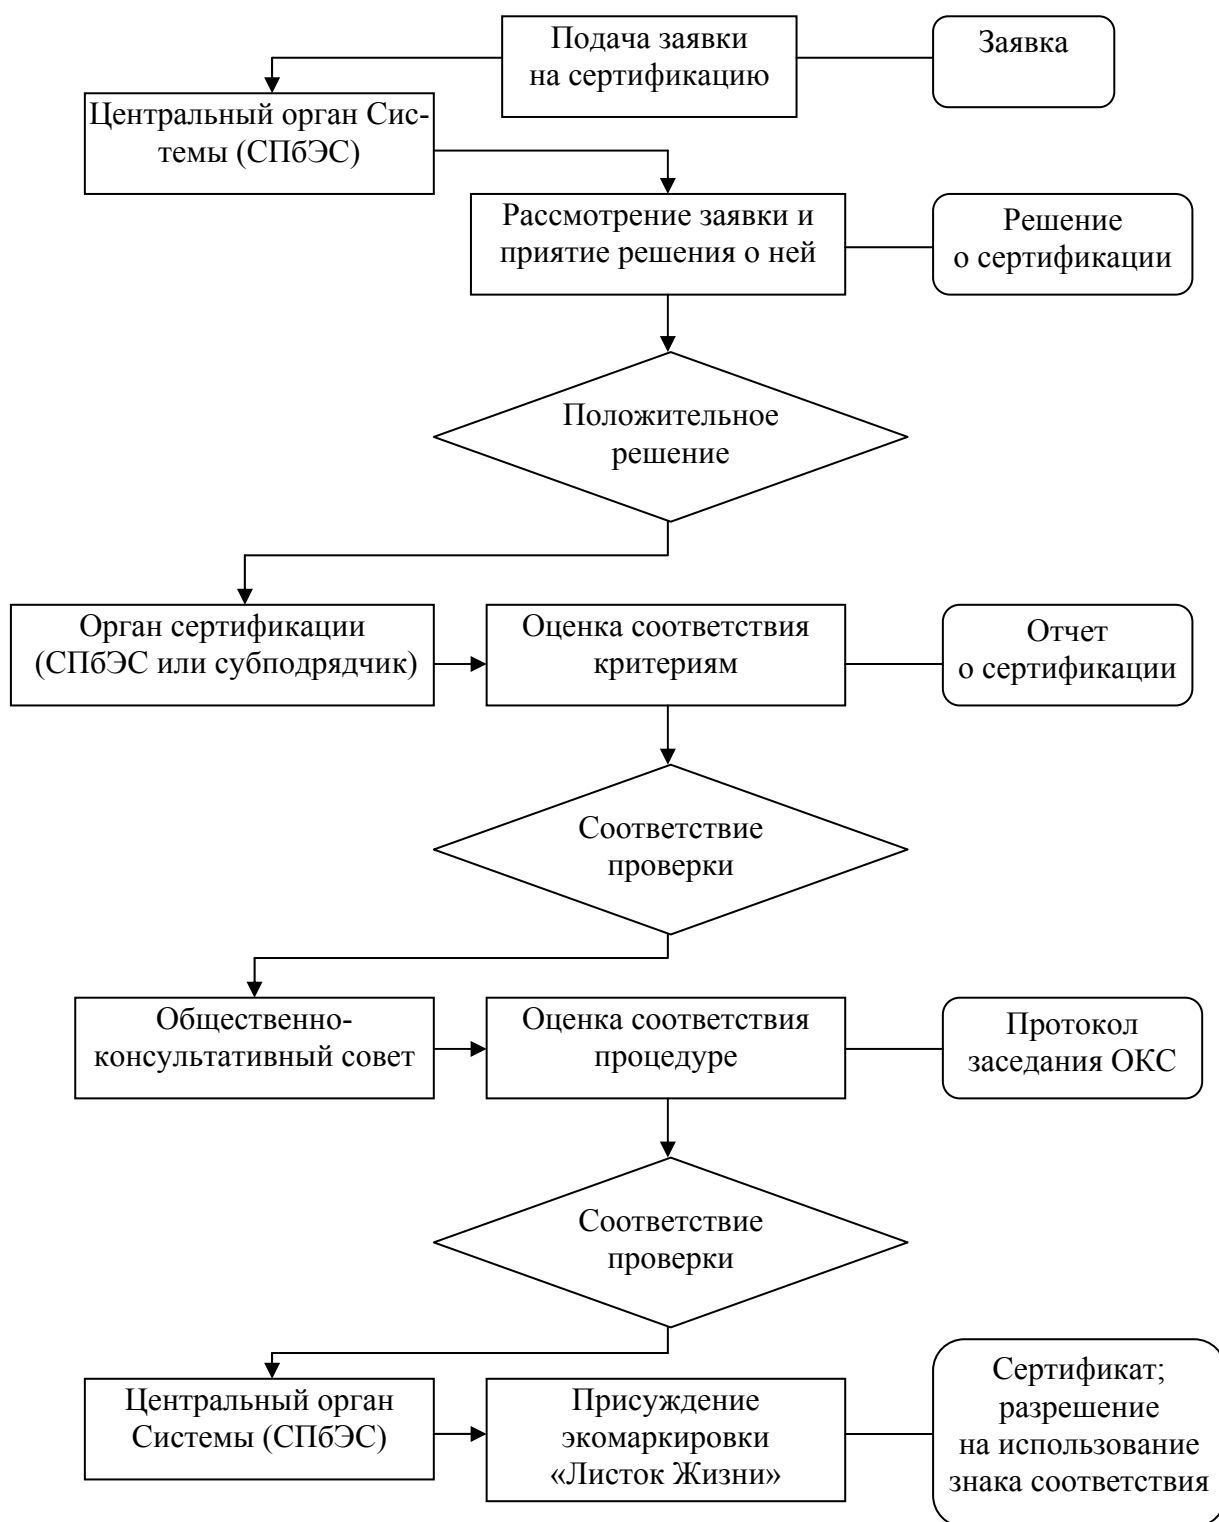 Подача заявки
на сертификацию
Заявка
Центральный орган Сис-
темы (СПбЭС)
Рассмотрение заявки и
приятие решения о ней
Решение
о сертификации
Положительное
решение
Орган сертификации
(СПбЭС или субподрядчик)
Оценка соответствия
критериям
Отчет
о сертификации
Соответствие
проверки
Общественно-
консультативный совет
Оценка соответствия
процедуре
Протокол
заседания ОКС
Соответствие
проверки
Центральный орган
Системы (СПбЭС)
Присуждение
экомаркировки
«Листок Жизни»
Сертификат;
разрешение
на использование
знака соответствия